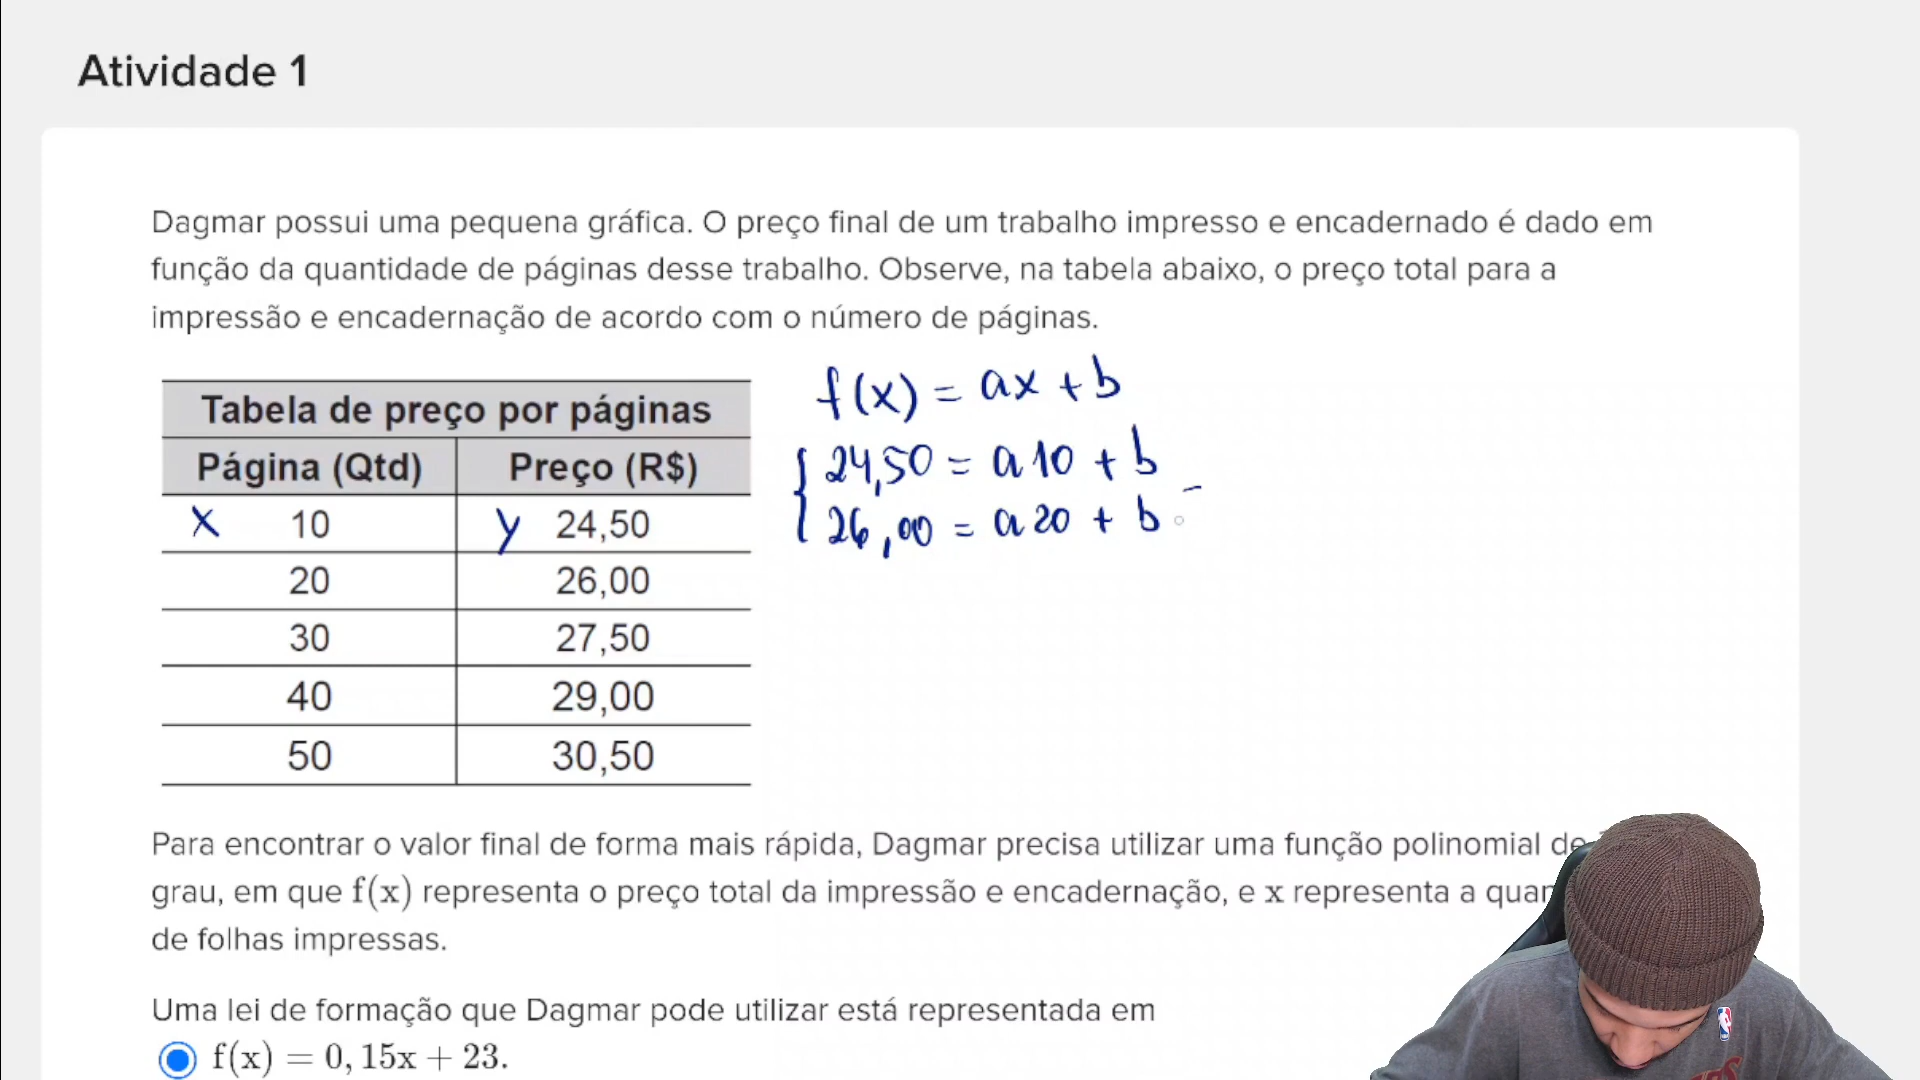 Atividade 1
Dagmar possui uma pequena gráfica. O preço final de um trabalho impresso e encadernado é dado em
função da quantidade de páginas desse trabalho. Observe, na tabela abaixo, o preço total para a
impressão e encadernação de acordo com o número de páginas.
Tabela de preço por páginas
Página (Qtd) Preço (R$)
x 10 y 24,50
20 26,00
30 27,50
40 29,00
50 30,50
f(x) = ax + b
24,50 = a10 + b
26,00 = a20 + b
Para encontrar o valor final de forma mais rápida, Dagmar precisa utilizar uma função polinomial de
grau, em que f(x) representa o preço total da impressão e encadernação, e x representa a
de folhas impressas.
Uma lei de formação que Dagmar pode utilizar está representada em
f(x) = 0, 15x + 23.